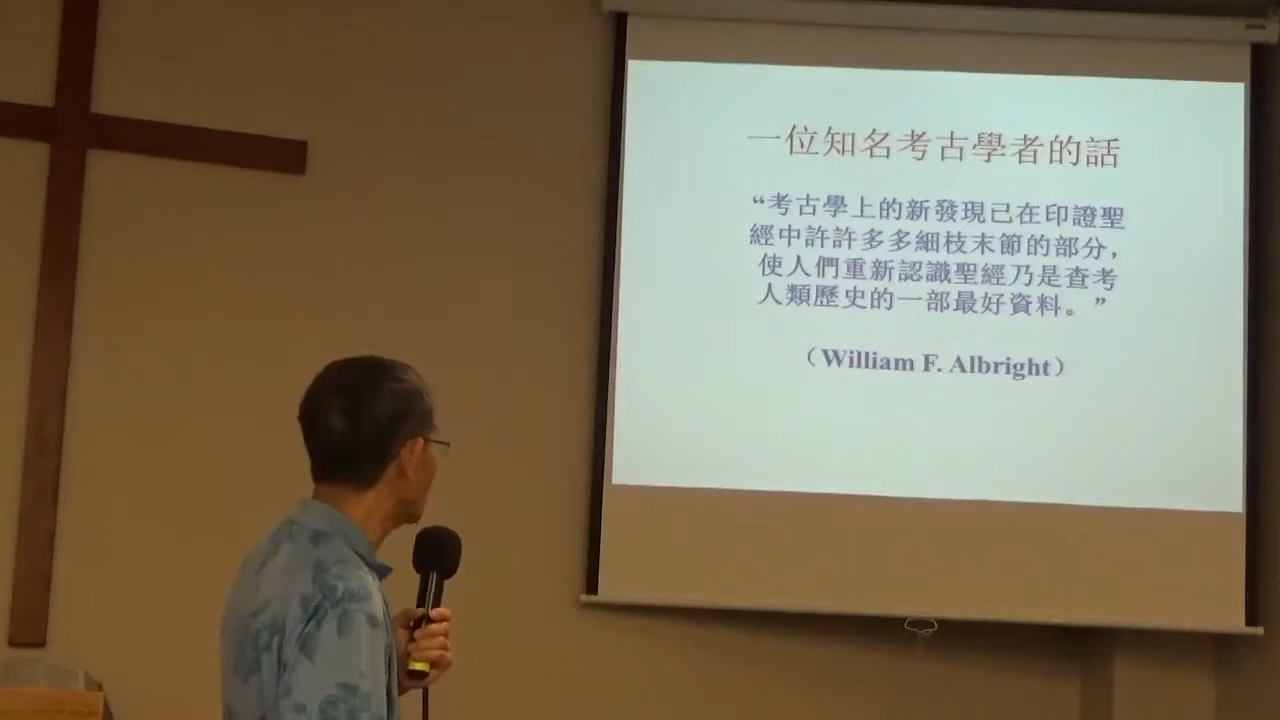 一位知名考古學者的話
“考古學上的新發現已在印證聖
經中許許多多細枝末節的部分,
使人們重新認識聖經乃是查考
人類歷史的一部最好資料。”
（William F. Albright）